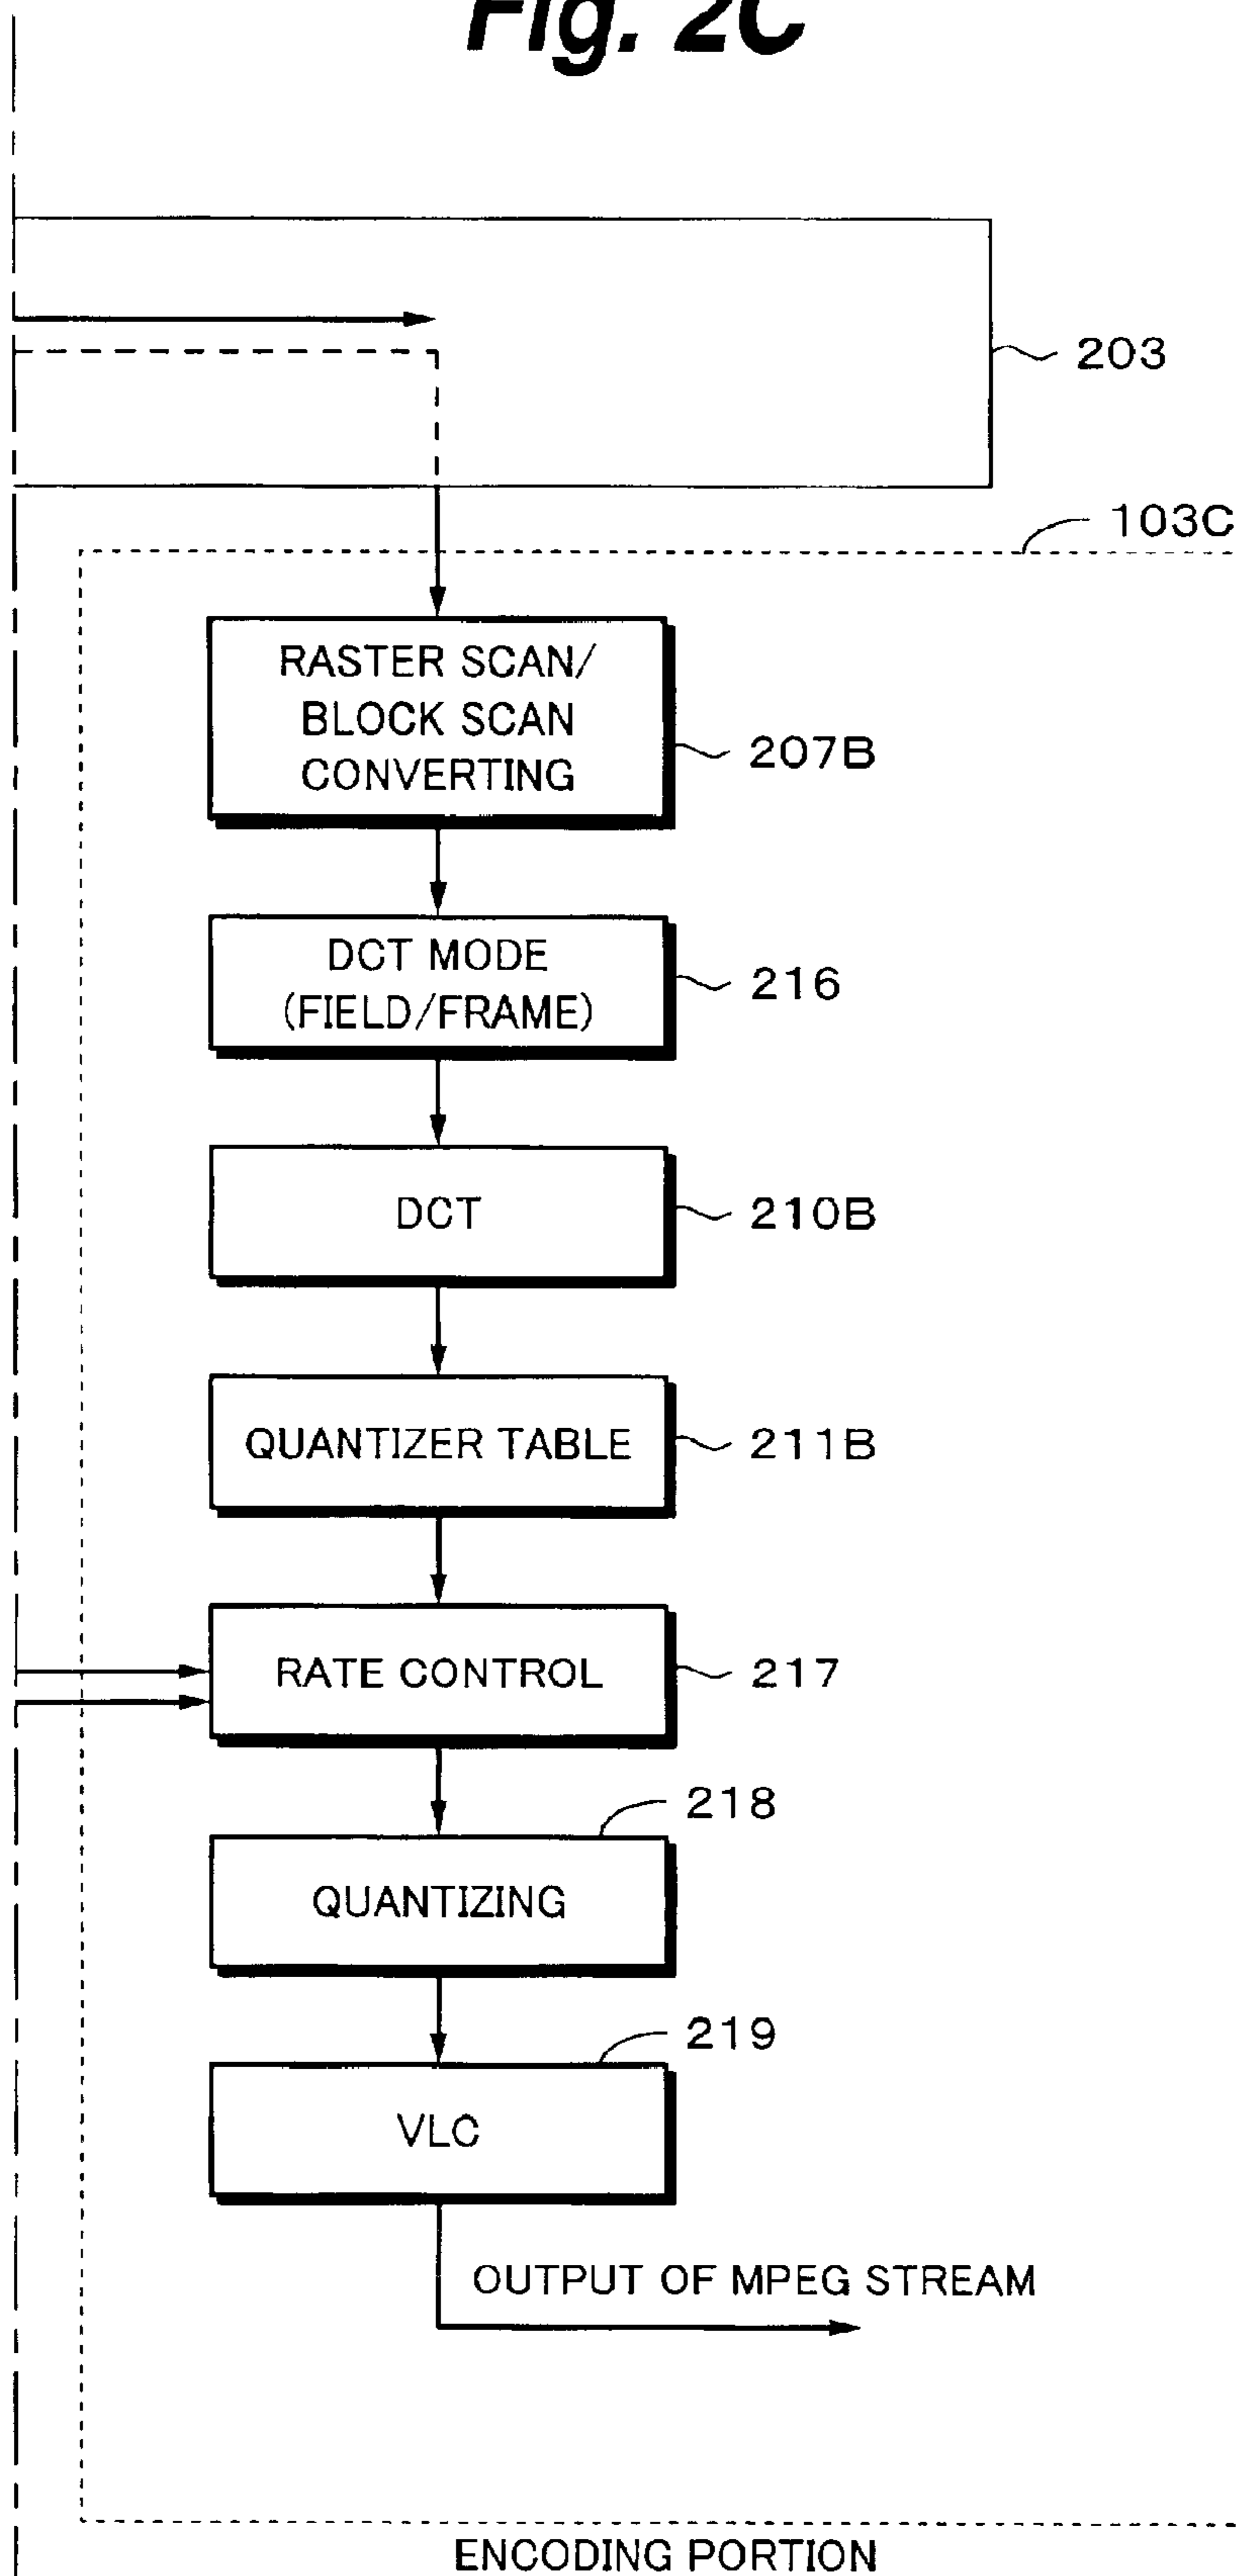 Fig. 2C
203
103C
RASTER SCAN/
BLOCK SCAN
CONVERTING
207B
DCT MODE
(FIELD/FRAME)
216
DCT
210B
QUANTIZER TABLE
211B
RATE CONTROL
217
218
QUANTIZING
219
VLC
OUTPUT OF MPEG STREAM
ENCODING PORTION